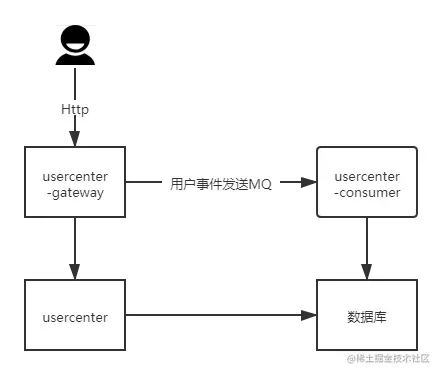 Http
usercenter
-gateway
用户事件发送MQ
usercenter
-consumer
usercenter
数据库
@稀土掘金技术社区